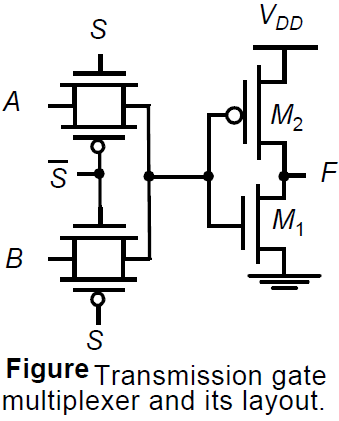 S
V_DD
A
M_2
S̅
F
M_1
B
S
Figure Transmission gate
multiplexer and its layout.